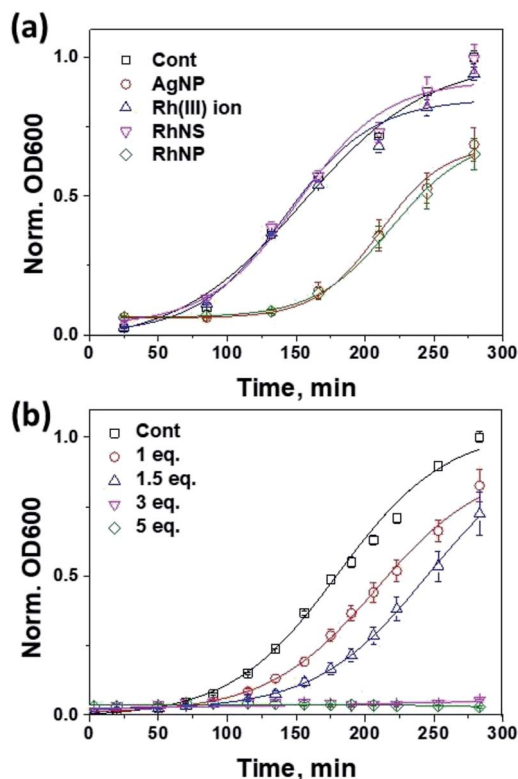 (a)
Cont
AgNP
Rh(III) ion
RhNS
RhNP
Norm. OD600
1.0
0.5
0.0
0 50 100 150 200 250 300
Time, min
(b)
Cont
1 eq.
1.5 eq.
3 eq.
5 eq.
Norm. OD600
1.0
0.5
0.0
0 50 100 150 200 250 300
Time, min